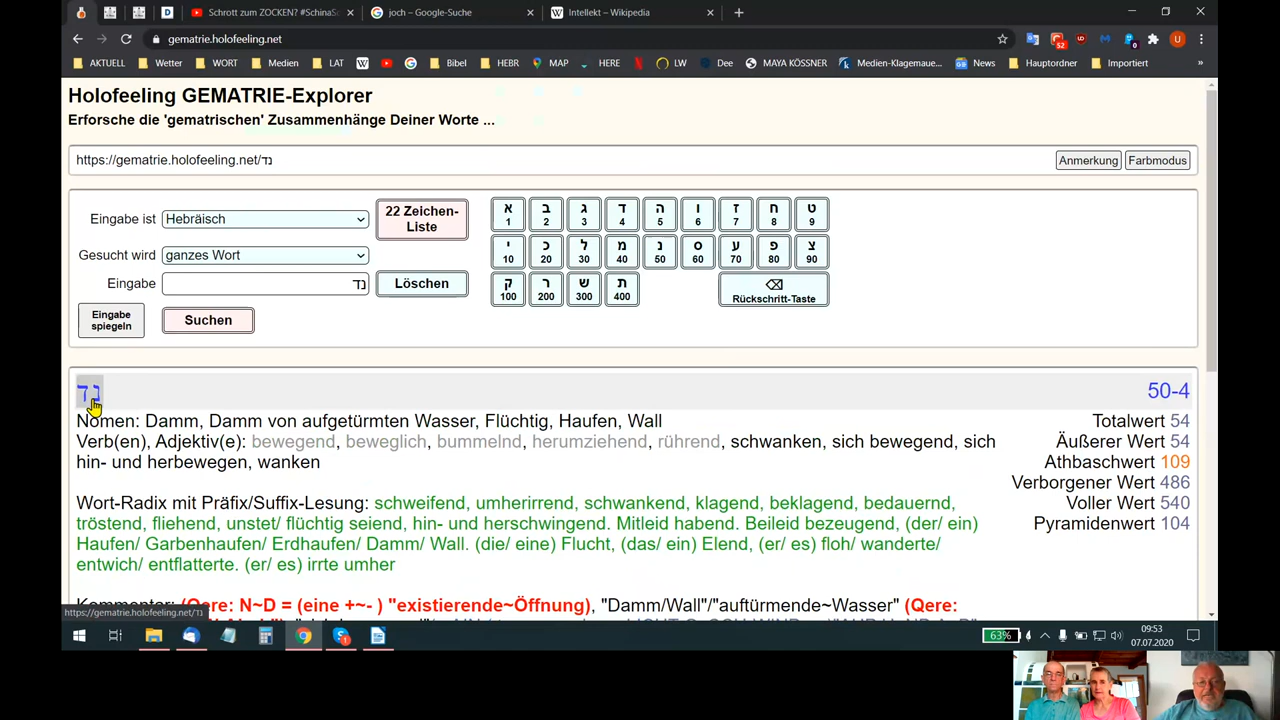 Schrott zum ZOCKEN? #SchinaS
joch – Google-Suche
Intellekt – Wikipedia
gematrie.holofeeling.net
AKTUELL
Wetter
WORT
Medien
LAT
Bibel
HEBR
MAP
HERE
LW
Dee
MAYA KÖSSNER
Medien-Klagemaue...
News
Hauptordner
Importiert
»
Holofeeling GEMATRIE-Explorer
Erforsche die 'gematrischen' Zusammenhänge Deiner Worte ...
https://gematrie.holofeeling.net/נד
Anmerkung
Farbmodus
Eingabe ist
Hebräisch
22 Zeichen-
Liste
Gesucht wird
ganzes Wort
Eingabe
נד
Löschen
Eingabe
spiegeln
Suchen
א ב ג ד ה ו ז ח ט
1 2 3 4 5 6 7 8 9
י כ ל מ נ ס ע פ צ
10 20 30 40 50 60 70 80 90
ק ר ש ת
100 200 300 400
⌫
Rückschritt-Taste
נד
50-4
Nomen: Damm, Damm von aufgetürmten Wasser, Flüchtig, Haufen, Wall
Verb(en), Adjektiv(e): bewegend, beweglich, bummelnd, herumziehend, rührend, schwanken, sich bewegend, sich
hin- und herbewegen, wanken
Totalwert 54
Äußerer Wert 54
Athbaschwert 109
Verborgener Wert 486
Voller Wert 540
Pyramidenwert 104
Wort-Radix mit Präfix/Suffix-Lesung: schweifend, umherirrend, schwankend, klagend, beklagend, bedauernd,
tröstend, fliehend, unstet/ flüchtig seiend, hin- und herschwingend. Mitleid habend. Beileid bezeugend, (der/ ein)
Haufen/ Garbenhaufen/ Erdhaufen/ Damm/ Wall. (die/ eine) Flucht, (das/ ein) Elend, (er/ es) floh/ wanderte/
entwich/ entflatterte. (er/ es) irrte umher
Kommentar: (Qere: N~D = (eine +~- ) "existierende~Öffnung), "Damm/Wall"/"auftürmende~Wasser" (Qere:
https://gematrie.holofeeling.net/נד
63%
09:53
07.07.2020